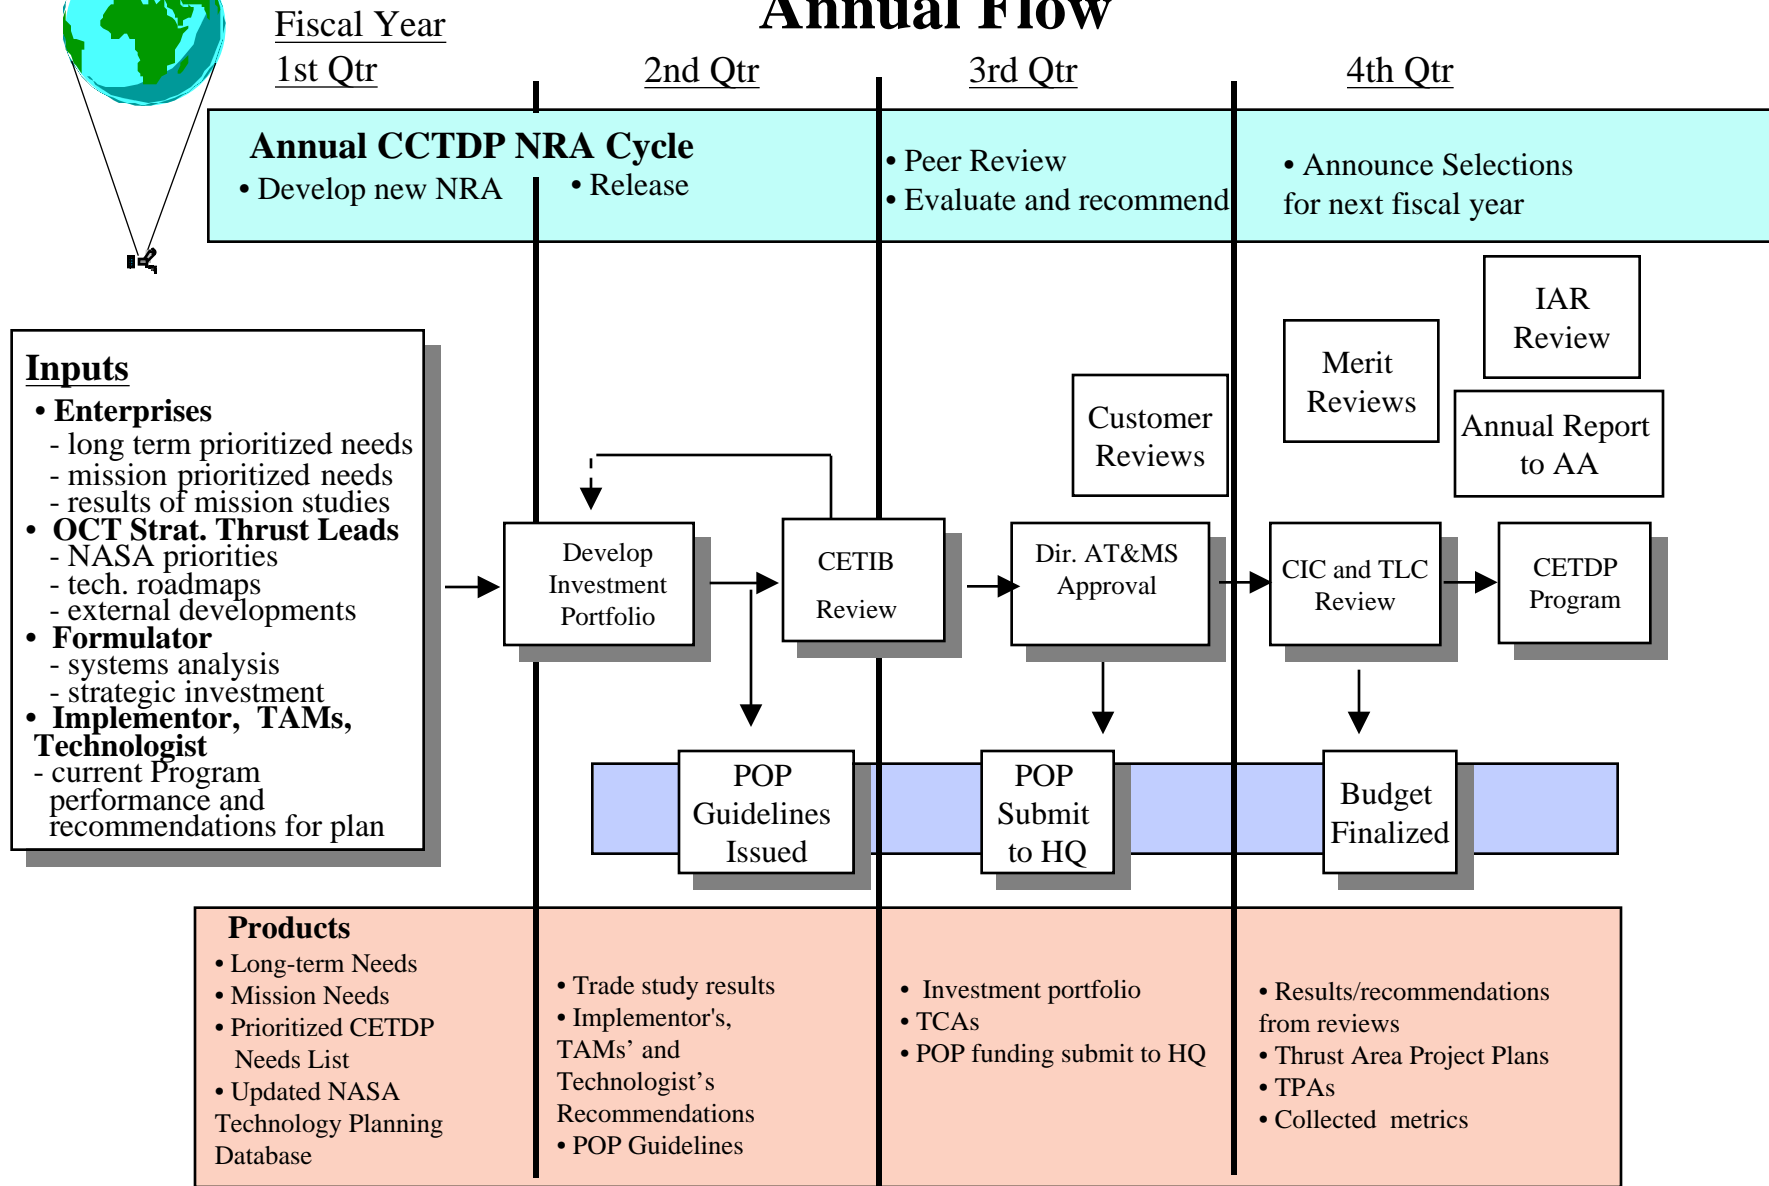 Annual Flow
Fiscal Year
1st Qtr
2nd Qtr
3rd Qtr
4th Qtr
Annual CCTDP NRA Cycle
• Develop new NRA
• Release
• Peer Review
• Evaluate and recommend
• Announce Selections
for next fiscal year
Inputs
• Enterprises
- long term prioritized needs
- mission prioritized needs
- results of mission studies
• OCT Strat. Thrust Leads
- NASA priorities
- tech. roadmaps
- external developments
• Formulator
- systems analysis
- strategic investment
• Implementor, TAMs,
Technologist
- current Program
performance and
recommendations for plan
Customer
Reviews
Merit
Reviews
IAR
Review
Annual Report
to AA
Develop
Investment
Portfolio
CETIB
Review
Dir. AT&MS
Approval
CIC and TLC
Review
CETDP
Program
POP
Guidelines
Issued
POP
Submit
to HQ
Budget
Finalized
Products
• Long-term Needs
• Mission Needs
• Prioritized CETDP
Needs List
• Updated NASA
Technology Planning
Database
• Trade study results
• Implementor's,
TAMs’ and
Technologist’s
Recommendations
• POP Guidelines
• Investment portfolio
• TCAs
• POP funding submit to HQ
• Results/recommendations
from reviews
• Thrust Area Project Plans
• TPAs
• Collected metrics